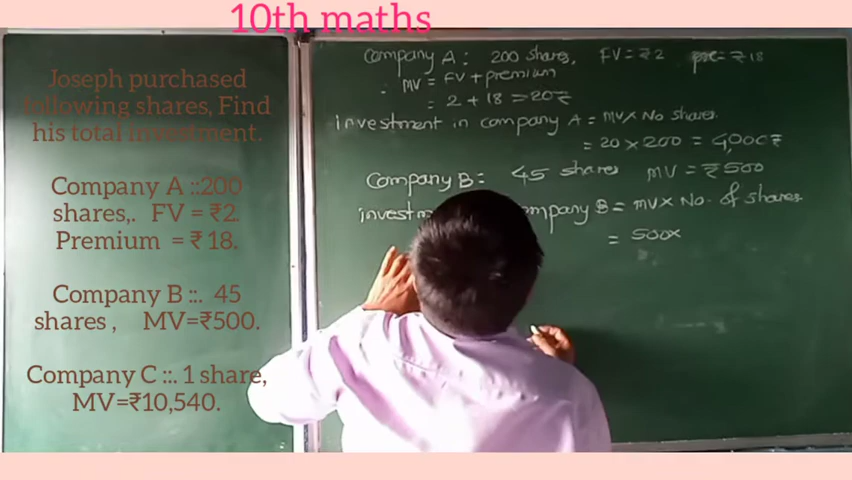 10th maths
Joseph purchased
following shares, Find
his total investment.
Company A ::200
shares,. FV = ₹2.
Premium = ₹ 18.
Company B ::. 45
shares , MV=₹500.
Company C ::. 1 share,
MV=₹10,540.
Company A : 200 shares, FV = ₹2 = ₹18
∴ MV = FV + premium
= 2 + 18 = 20₹
investment in company A = MV × No shares.
= 20 × 200 = 4,000₹
Company B : 45 shares MV = ₹500
ompany B = MV × No. of shares.
= 500×